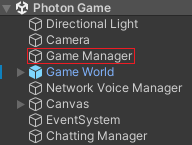 Photon Game
Directional Light
Camera
Game Manager
Game World
Network Voice Manager
Canvas
EventSystem
Chatting Manager